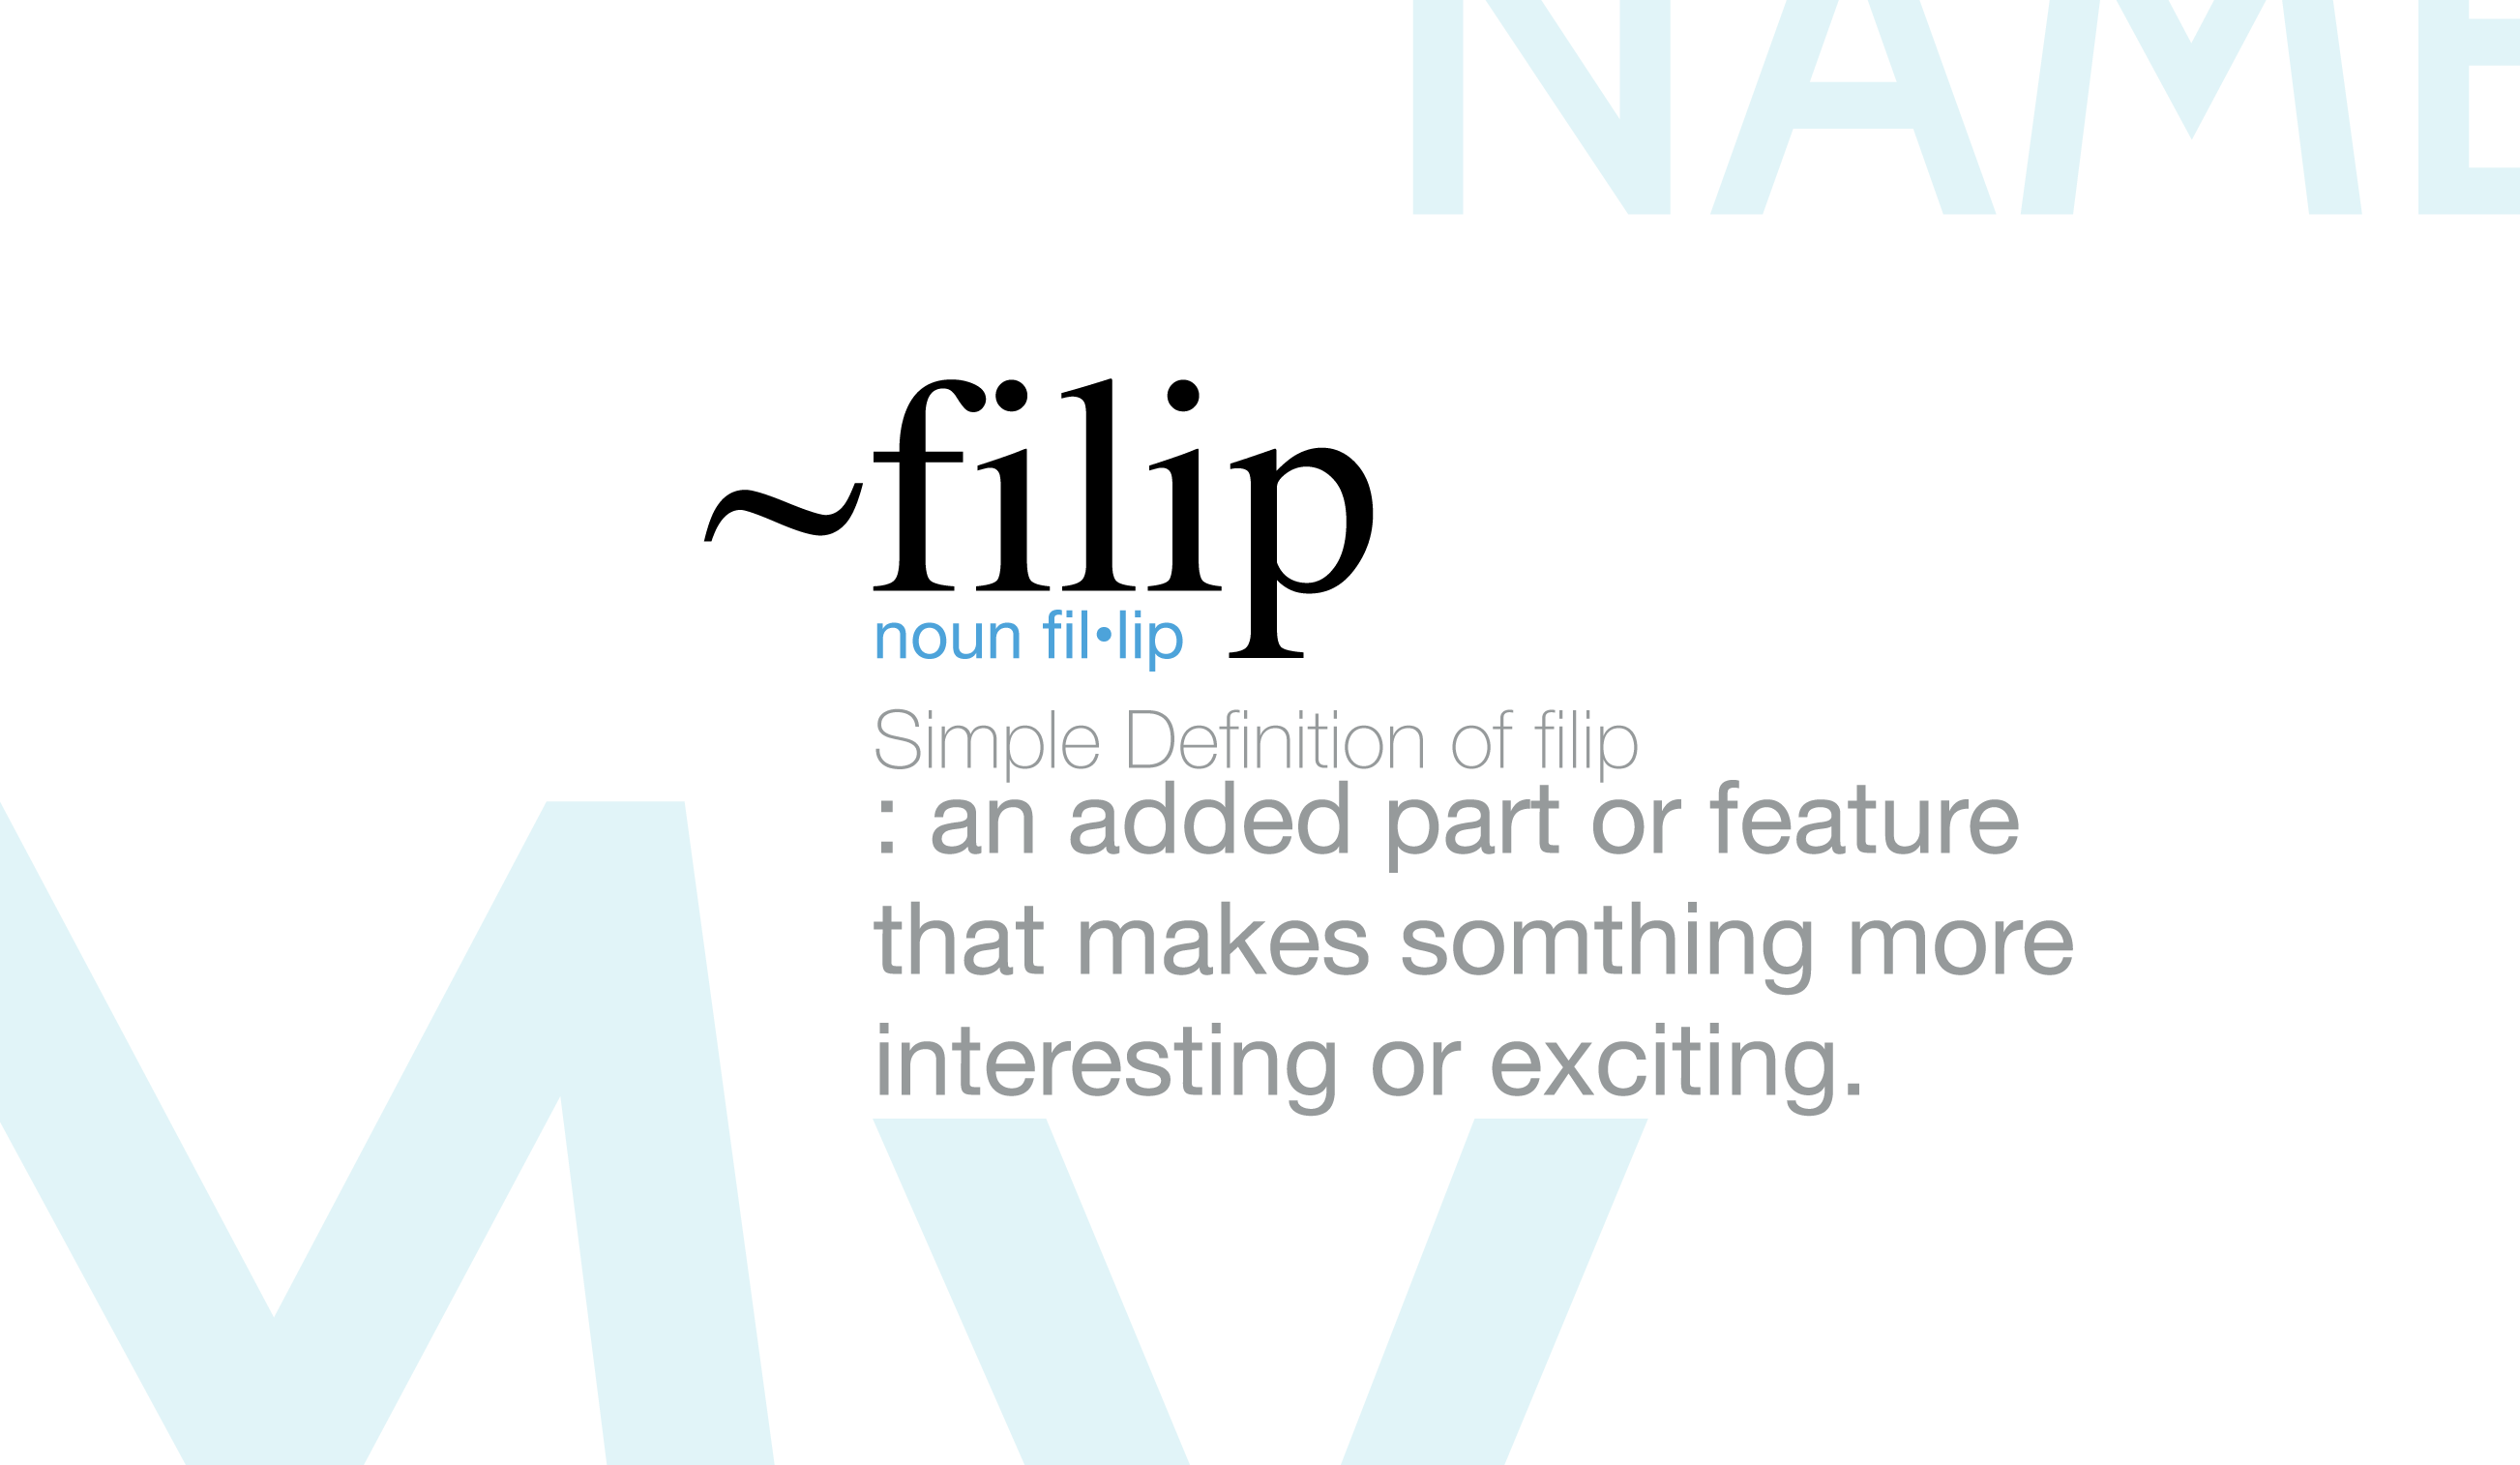 NAME
~filip
noun fil•lip
Simple Definition of filip
: an added part or feature
that makes somthing more
interesting or exciting.